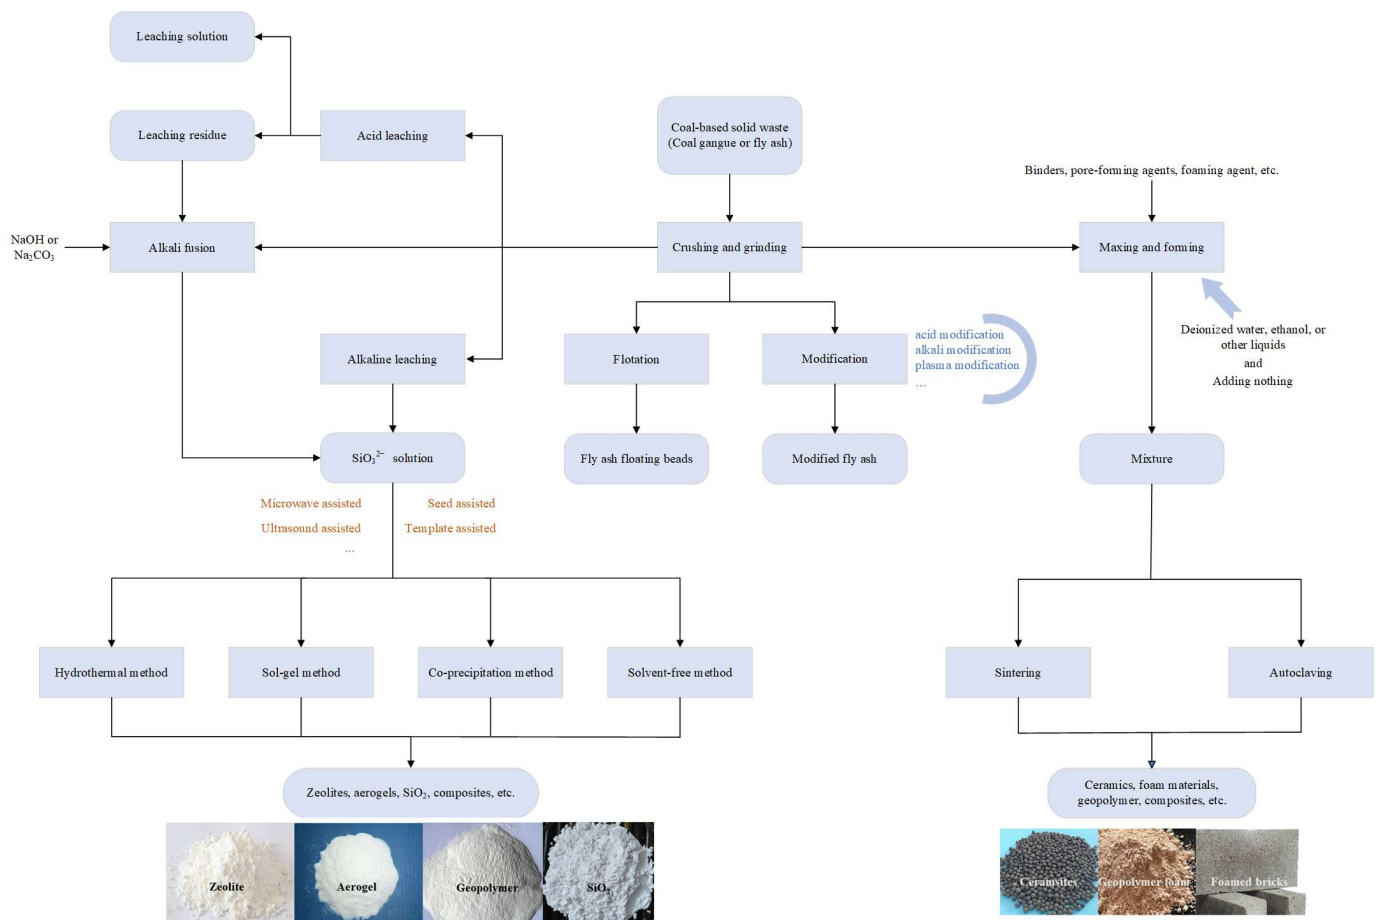 Leaching solution
Leaching residue
Acid leaching
Coal-based solid waste
(Coal gangue or fly ash)
Binders, pore-forming agents, foaming agent, etc.
NaOH or
Na₂CO₃
Alkali fusion
Crushing and grinding
Maxing and forming
Deionized water, ethanol, or
other liquids
and
Adding nothing
Alkaline leaching
Flotation
Modification
acid modification
alkali modification
plasma modification
...
SiO₃²⁻ solution
Fly ash floating beads
Modified fly ash
Mixture
Microwave assisted
Seed assisted
Ultrasound assisted
Template assisted
...
Hydrothermal method
Sol-gel method
Co-precipitation method
Solvent-free method
Sintering
Autoclaving
Zeolites, aerogels, SiO₂, composites, etc.
Ceramics, foam materials,
geopolymer, composites, etc.
Zeolite
Aerogel
Geopolymer
SiO₂
Ceramsites
Geopolymer foam
Foamed bricks